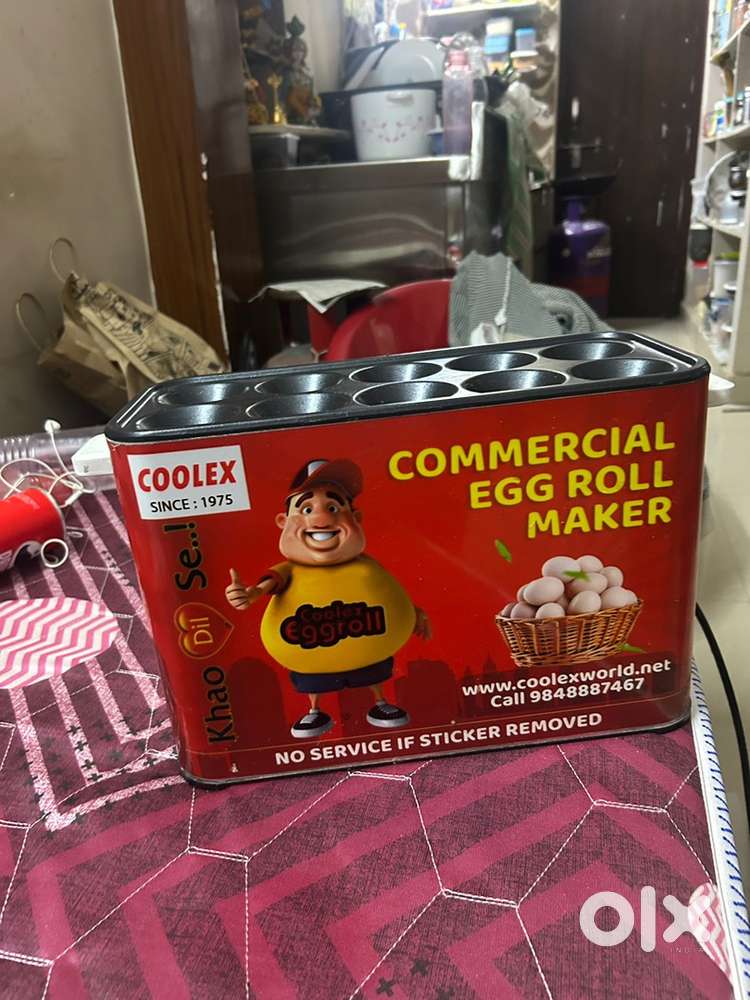 COOLEX
SINCE : 1975
Khao Dil Se..!
COMMERCIAL
EGG ROLL
MAKER
Coolex
Eggroll
www.coolexworld.net
Call 9848887467
NO SERVICE IF STICKER REMOVED
olx